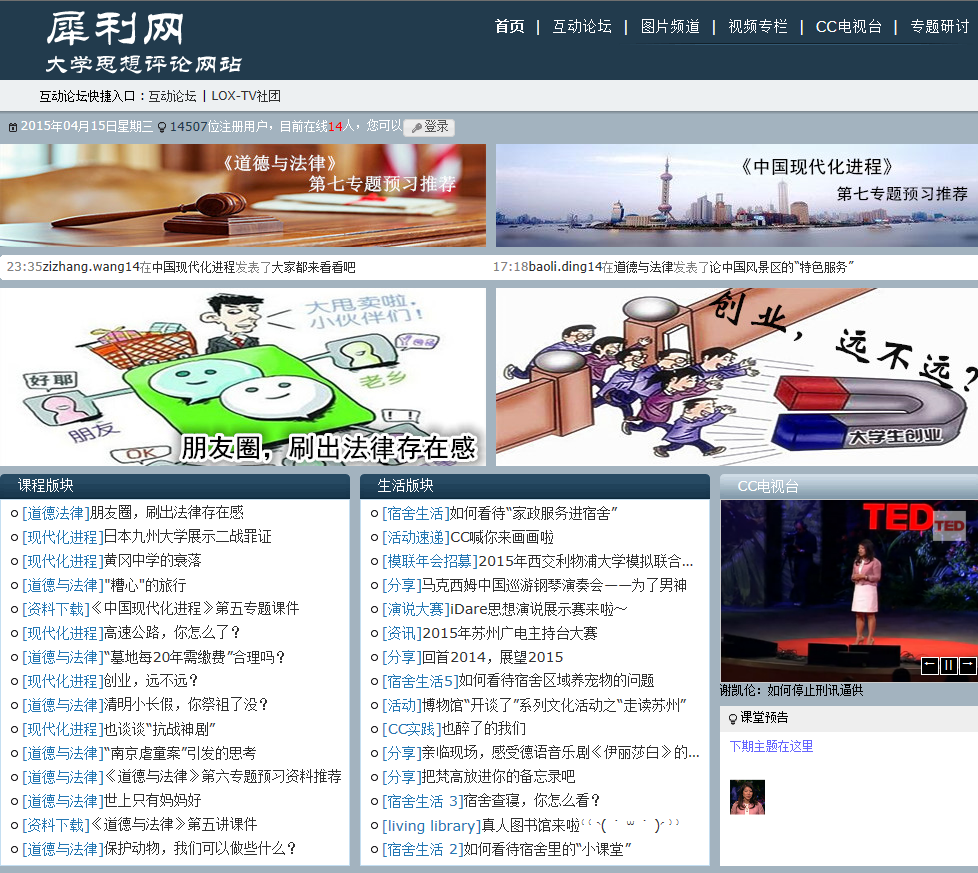 犀利网
大学思想评论网站
首页 | 互动论坛 | 图片频道 | 视频专栏 | CC电视台 | 专题研讨
互动论坛快捷入口：互动论坛 | LOX-TV社团
2015年04月15日星期三 14507位注册用户，目前在线14人，您可以 登录
《道德与法律》
第七专题预习推荐
《中国现代化进程》
第七专题预习推荐
23:35zizhang.wang14在中国现代化进程发表了大家都来看看吧
17:18baoli.ding14在道德与法律发表了论中国风景区的“特色服务”
大甩卖啦，
小伙伴们！
好耶
老乡
朋友
OK
朋友圈，刷出法律存在感
创业，远不远？
大学生创业
课程版块
[道德法律]朋友圈，刷出法律存在感
[现代化进程]日本九州大学展示二战罪证
[现代化进程]黄冈中学的衰落
[道德与法律]"糟心"的旅行
[资料下载]《中国现代化进程》第五专题课件
[现代化进程]高速公路，你怎么了？
[道德与法律]“墓地每20年需缴费”合理吗？
[现代化进程]创业，远不远？
[道德与法律]清明小长假，你祭祖了没？
[现代化进程]也谈谈“抗战神剧”
[道德与法律]“南京虐童案”引发的思考
[道德与法律]《道德与法律》第六专题预习资料推荐
[道德与法律]世上只有妈妈好
[资料下载]《道德与法律》第五讲课件
[道德与法律]保护动物，我们可以做些什么？
生活版块
[宿舍生活]如何看待“家政服务进宿舍”
[活动速递]CC喊你来画画啦
[模联年会招募]2015年西交利物浦大学模拟联合...
[分享]马克西姆中国巡游钢琴演奏会——为了男神
[演说大赛]iDare思想演说展示赛来啦～
[资讯]2015年苏州广电主持台大赛
[分享]回首2014，展望2015
[宿舍生活5]如何看待宿舍区域养宠物的问题
[活动]博物馆“开谈了”系列文化活动之“走读苏州”
[CC实践]也醉了的我们
[分享]亲临现场，感受德语音乐剧《伊丽莎白》的...
[分享]把梵高放进你的备忘录吧
[宿舍生活 3]宿舍查寝，你怎么看？
[living library]真人图书馆来啦
[宿舍生活 2]如何看待宿舍里的“小课堂”
CC电视台
TED
TED
谢凯伦：如何停止刑讯逼供
课堂预告
下期主题在这里